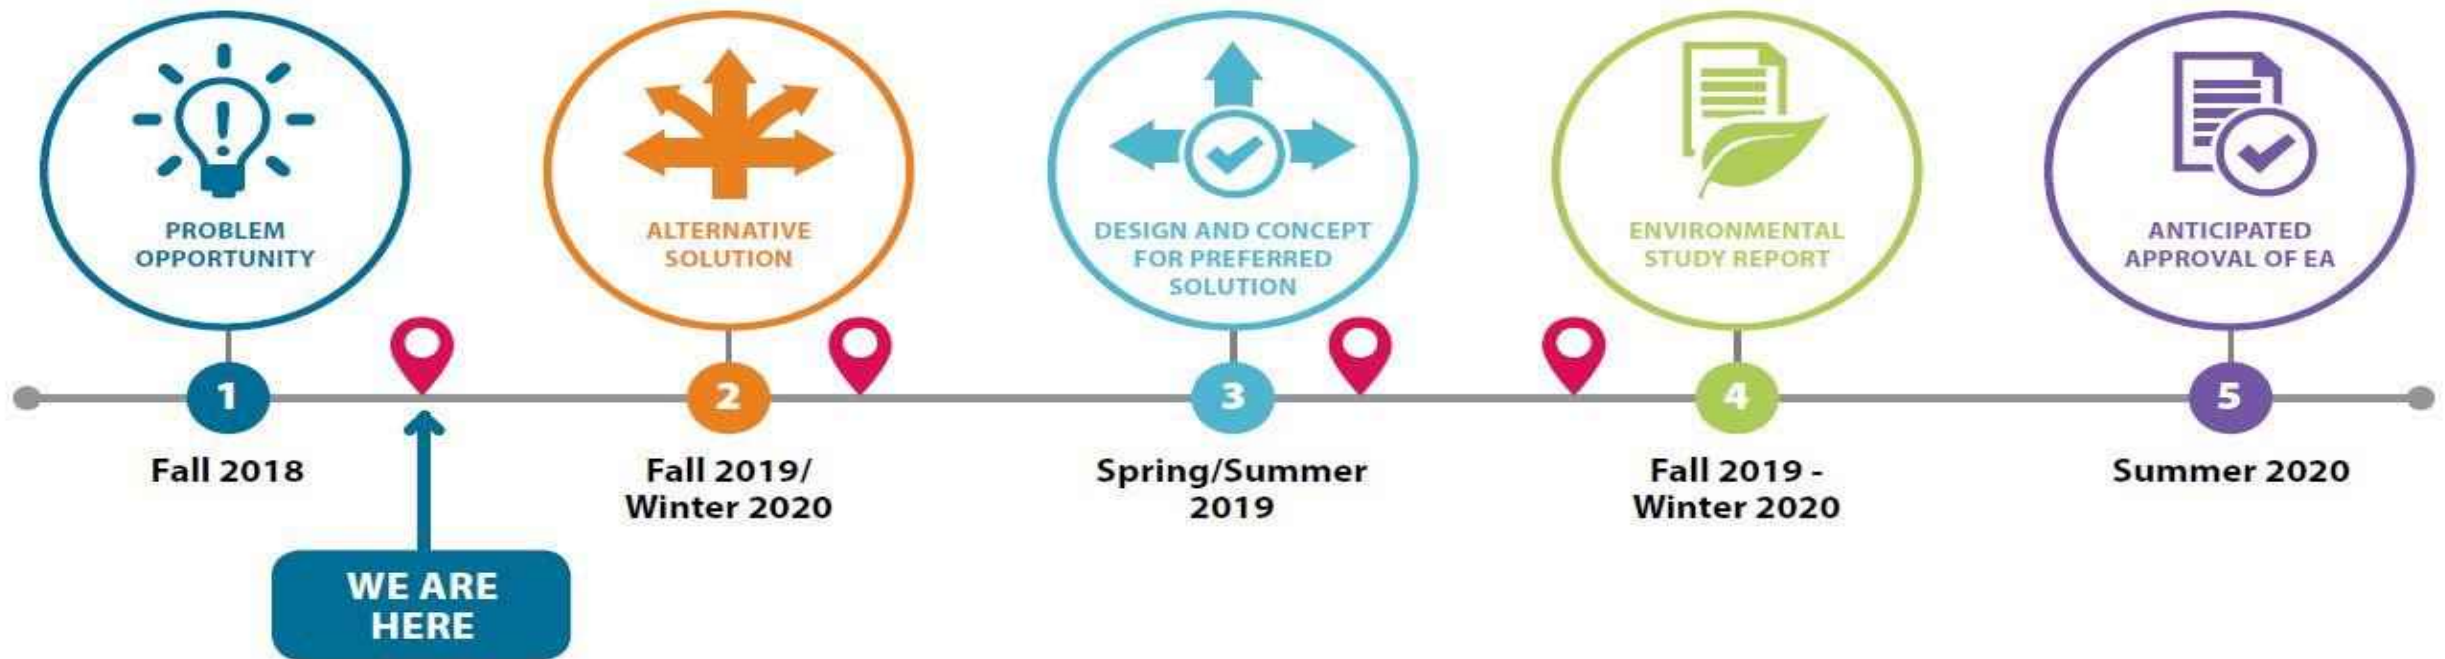 PROBLEM
OPPORTUNITY
ALTERNATIVE
SOLUTION
DESIGN AND CONCEPT
FOR PREFERRED
SOLUTION
ENVIRONMENTAL
STUDY REPORT
ANTICIPATED
APPROVAL OF EA
1
2
3
4
5
Fall 2018
Fall 2019/
Winter 2020
Spring/Summer
2019
Fall 2019 -
Winter 2020
Summer 2020
WE ARE
HERE